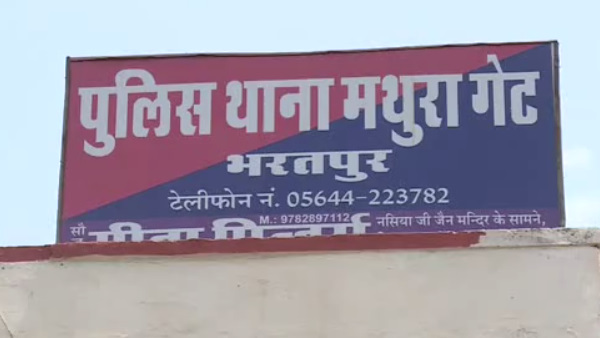 पुलिस थाना मथुरा गेट
भरतपुर
टेलीफोन नं. 05644-223782
सौ
M.: 9782897112
नसिया जी जैन मन्दिर के सामने,